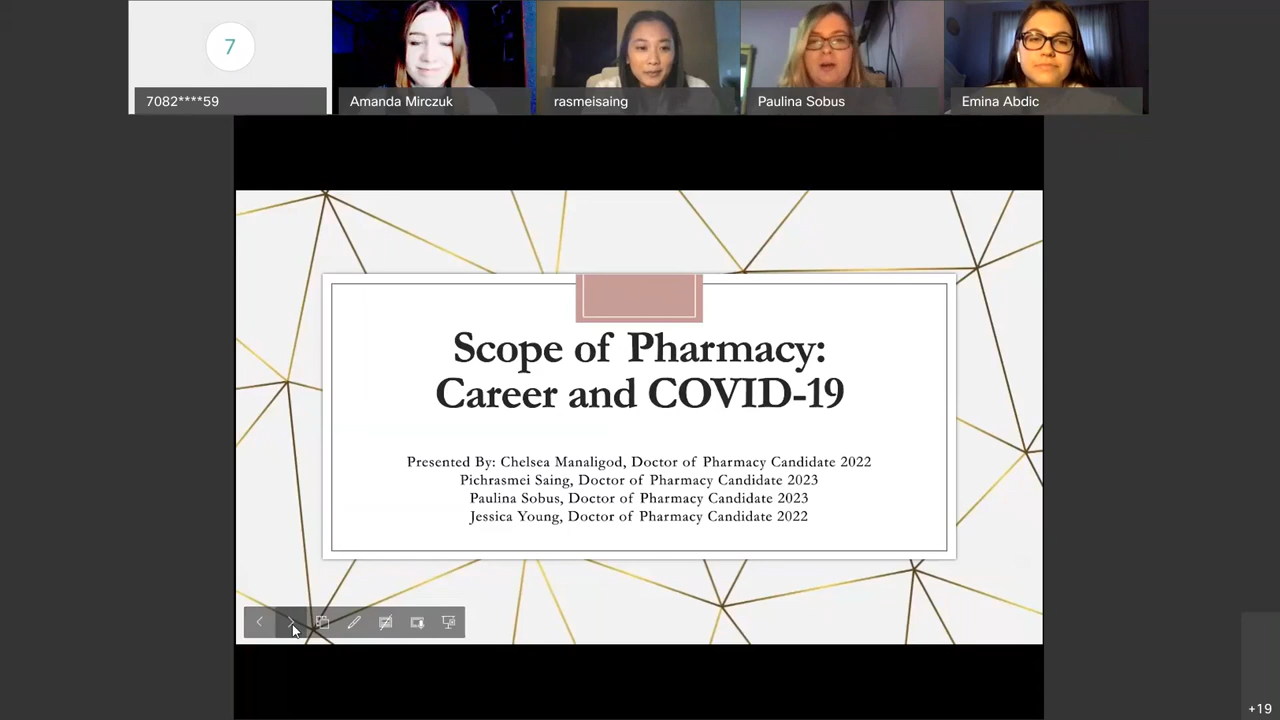 7
7082****59
Amanda Mirczuk
rasmeisaing
Paulina Sobus
Emina Abdic
Scope of Pharmacy:
Career and COVID-19
Presented By: Chelsea Manaligod, Doctor of Pharmacy Candidate 2022
Pichrasmei Saing, Doctor of Pharmacy Candidate 2023
Paulina Sobus, Doctor of Pharmacy Candidate 2023
Jessica Young, Doctor of Pharmacy Candidate 2022
+19